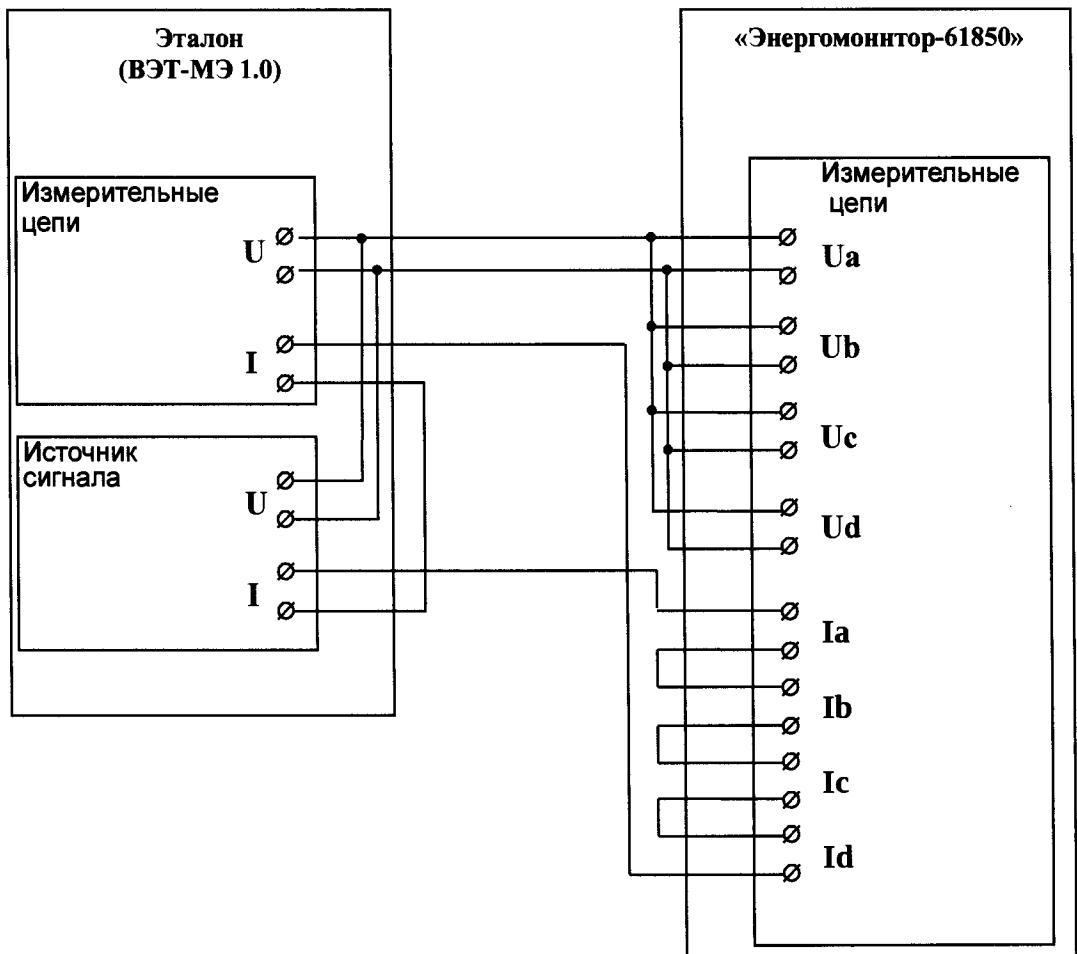 Эталон
(ВЭТ-МЭ 1.0)
«Энергомоннтор-61850»
Измерительные
цепи
U
I
Источник
сигнала
U
I
Измерительные
цепи
Ua
Ub
Uc
Ud
Ia
Ib
Ic
Id